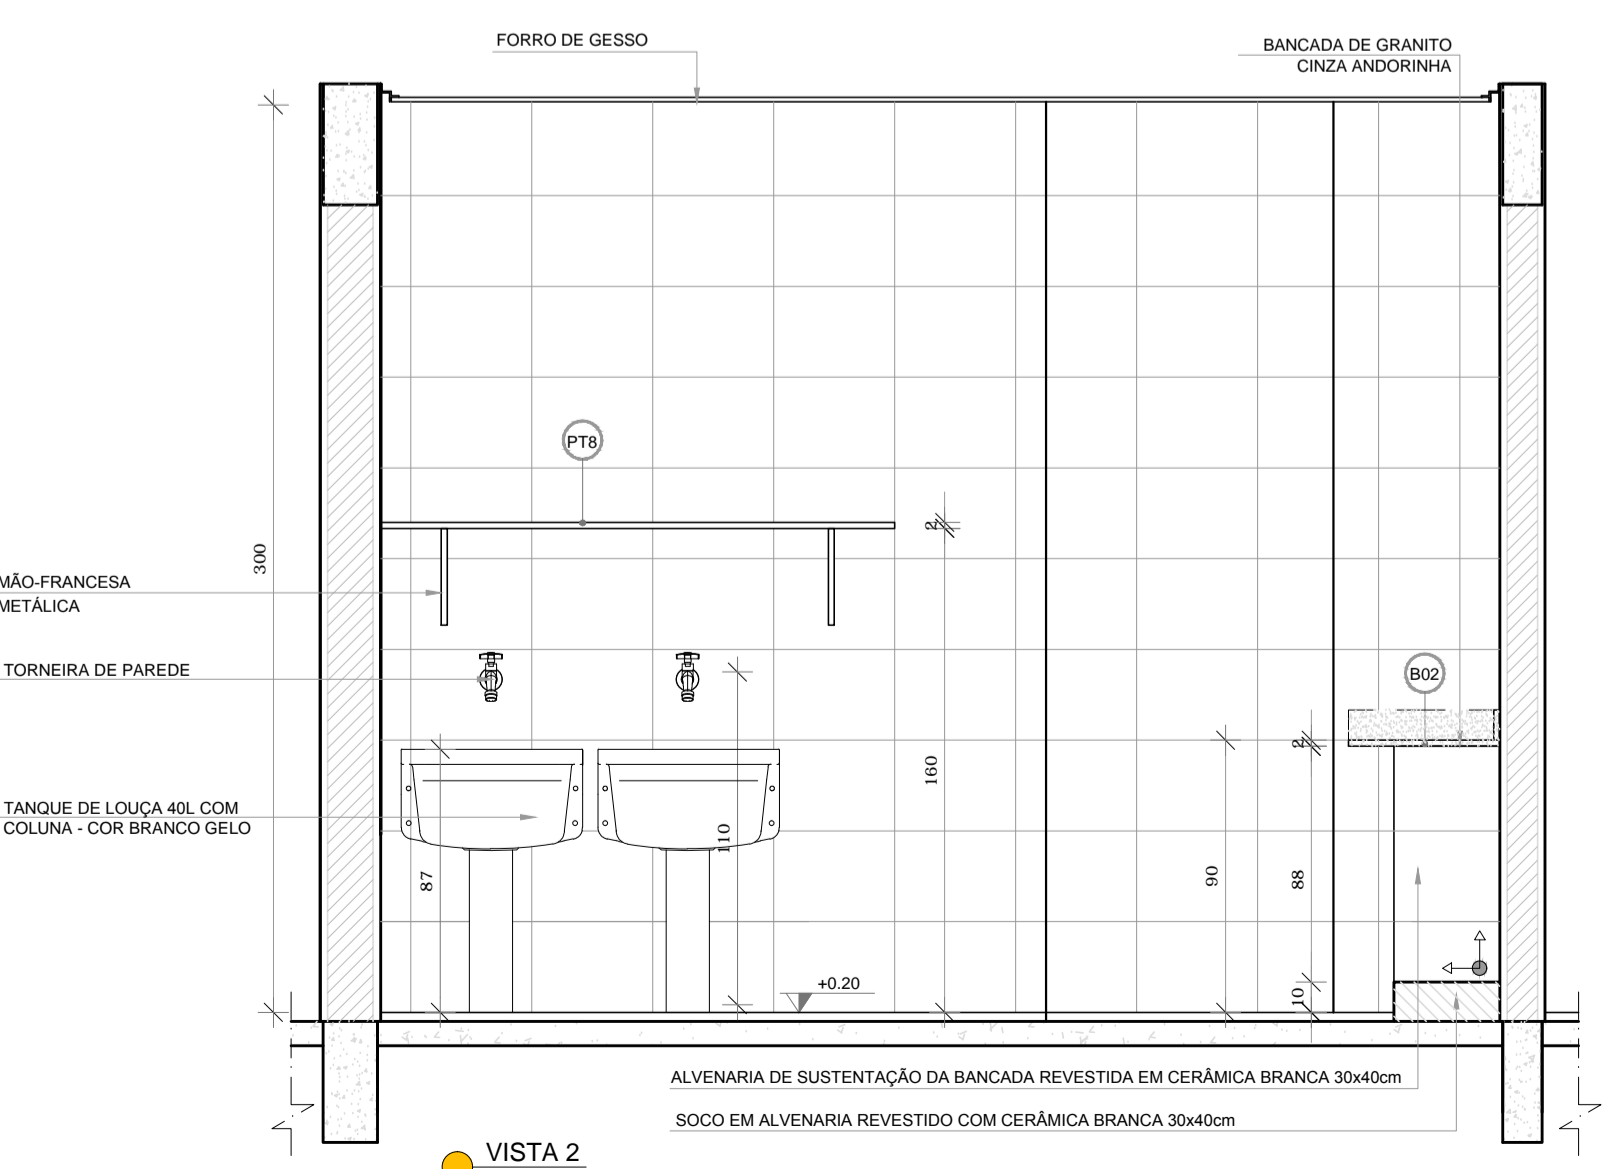 FORRO DE GESSO
BANCADA DE GRANITO
CINZA ANDORINHA
PT8
2
300
MÃO-FRANCESA
METÁLICA
TORNEIRA DE PAREDE
B02
2
160
TANQUE DE LOUÇA 40L COM
COLUNA - COR BRANCO GELO
110
87
90
88
+0.20
10
ALVENARIA DE SUSTENTAÇÃO DA BANCADA REVESTIDA EM CERÂMICA BRANCA 30x40cm
SOCO EM ALVENARIA REVESTIDO COM CERÂMICA BRANCA 30x40cm
VISTA 2